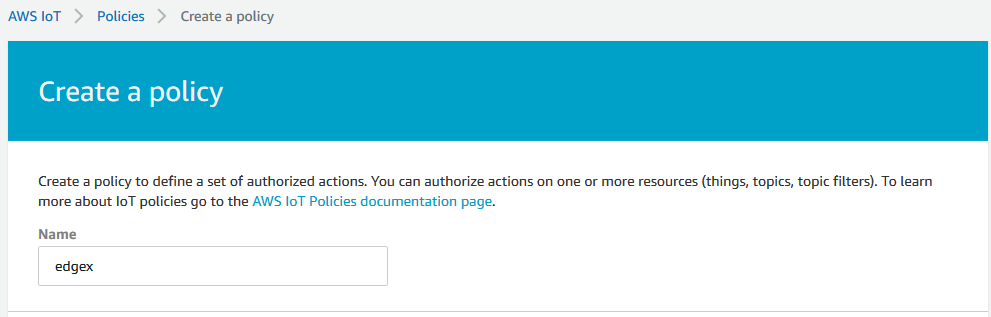 AWS IoT > Policies > Create a policy
Create a policy
Create a policy to define a set of authorized actions. You can authorize actions on one or more resources (things, topics, topic filters). To learn
more about IoT policies go to the AWS IoT Policies documentation page.
Name
edgex